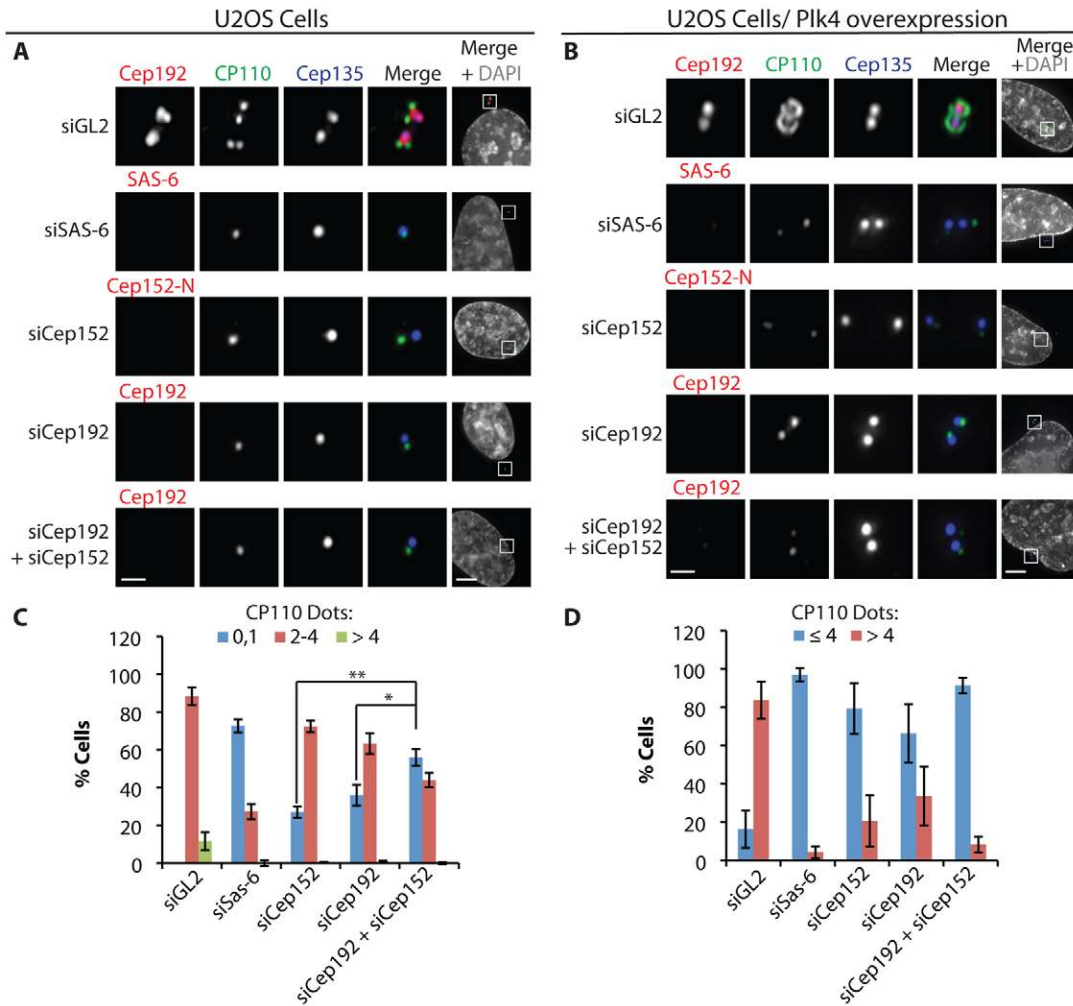 U2OS Cells
U2OS Cells/ Plk4 overexpression
A
Merge
Cep192 CP110 Cep135 Merge + DAPI
siGL2
SAS-6
siSAS-6
Cep152-N
siCep152
Cep192
siCep192
Cep192
siCep192
+ siCep152
B
Merge
Cep192 CP110 Cep135 Merge +DAPI
siGL2
SAS-6
siSAS-6
Cep152-N
siCep152
Cep192
siCep192
Cep192
siCep192
+ siCep152
C
CP110 Dots:
0,1 2-4 > 4
120
100
80
60
40
20
0
% Cells
**
*
siGL2
siSas-6
siCep152
siCep192
siCep192 + siCep152
D
CP110 Dots:
≤ 4 > 4
120
100
80
60
40
20
0
% Cells
siGL2
siSas-6
siCep152
siCep192
siCep192 + siCep152